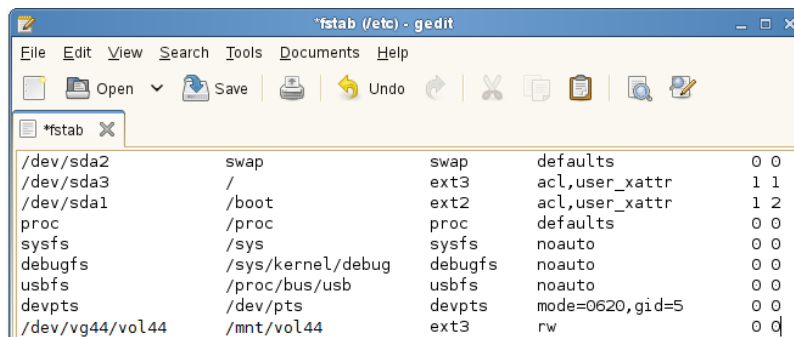 *fstab (/etc) - gedit
File Edit View Search Tools Documents Help
Open Save Undo
*fstab
/dev/sda2 swap swap defaults 0 0
/dev/sda3 / ext3 acl,user_xattr 1 1
/dev/sda1 /boot ext2 acl,user_xattr 1 2
proc /proc proc defaults 0 0
sysfs /sys sysfs noauto 0 0
debugfs /sys/kernel/debug debugfs noauto 0 0
usbfs /proc/bus/usb usbfs noauto 0 0
devpts /dev/pts devpts mode=0620,gid=5 0 0
/dev/vg44/vol44 /mnt/vol44 ext3 rw 0 0